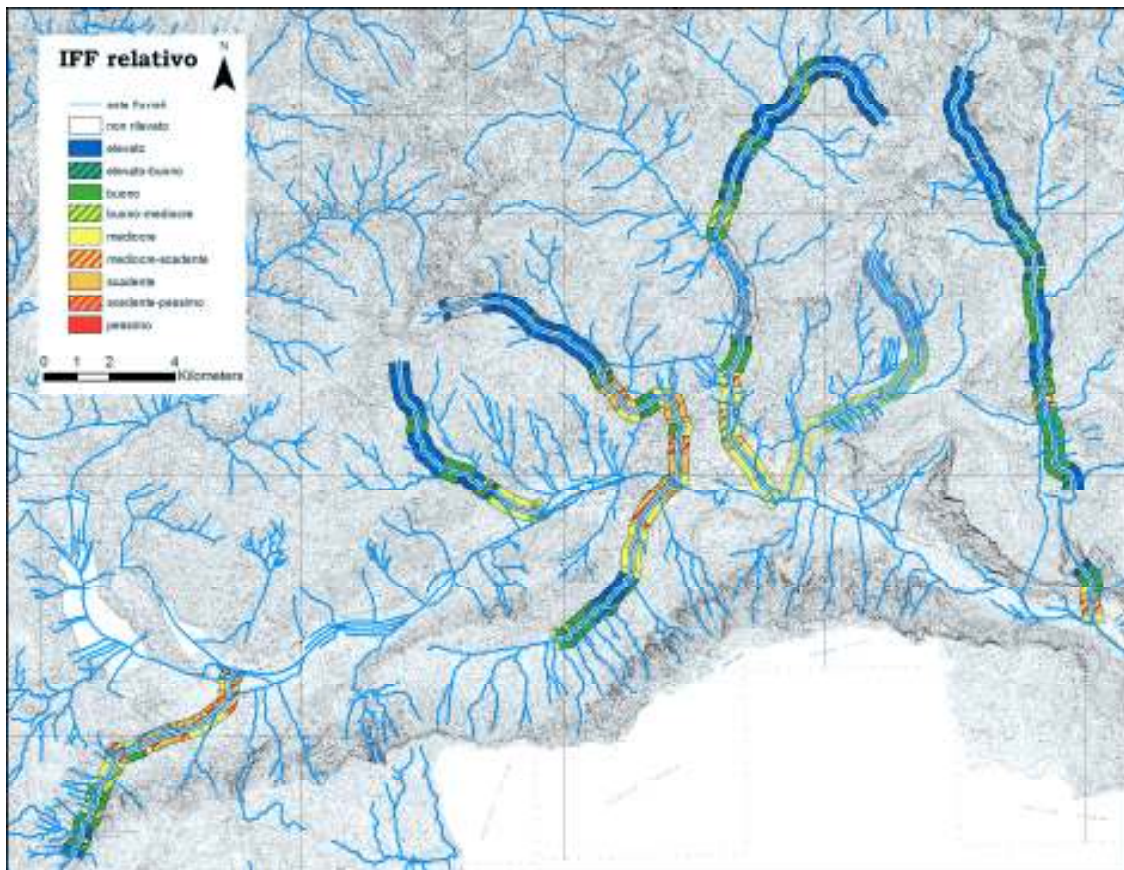 IFF relativo
N
aste fluviali
non rilevato
elevato
elevato-buono
buono
buono-mediocre
mediocre
mediocre-scadente
scadente
scadente-pessimo
pessimo
0 1 2 4
Kilometers